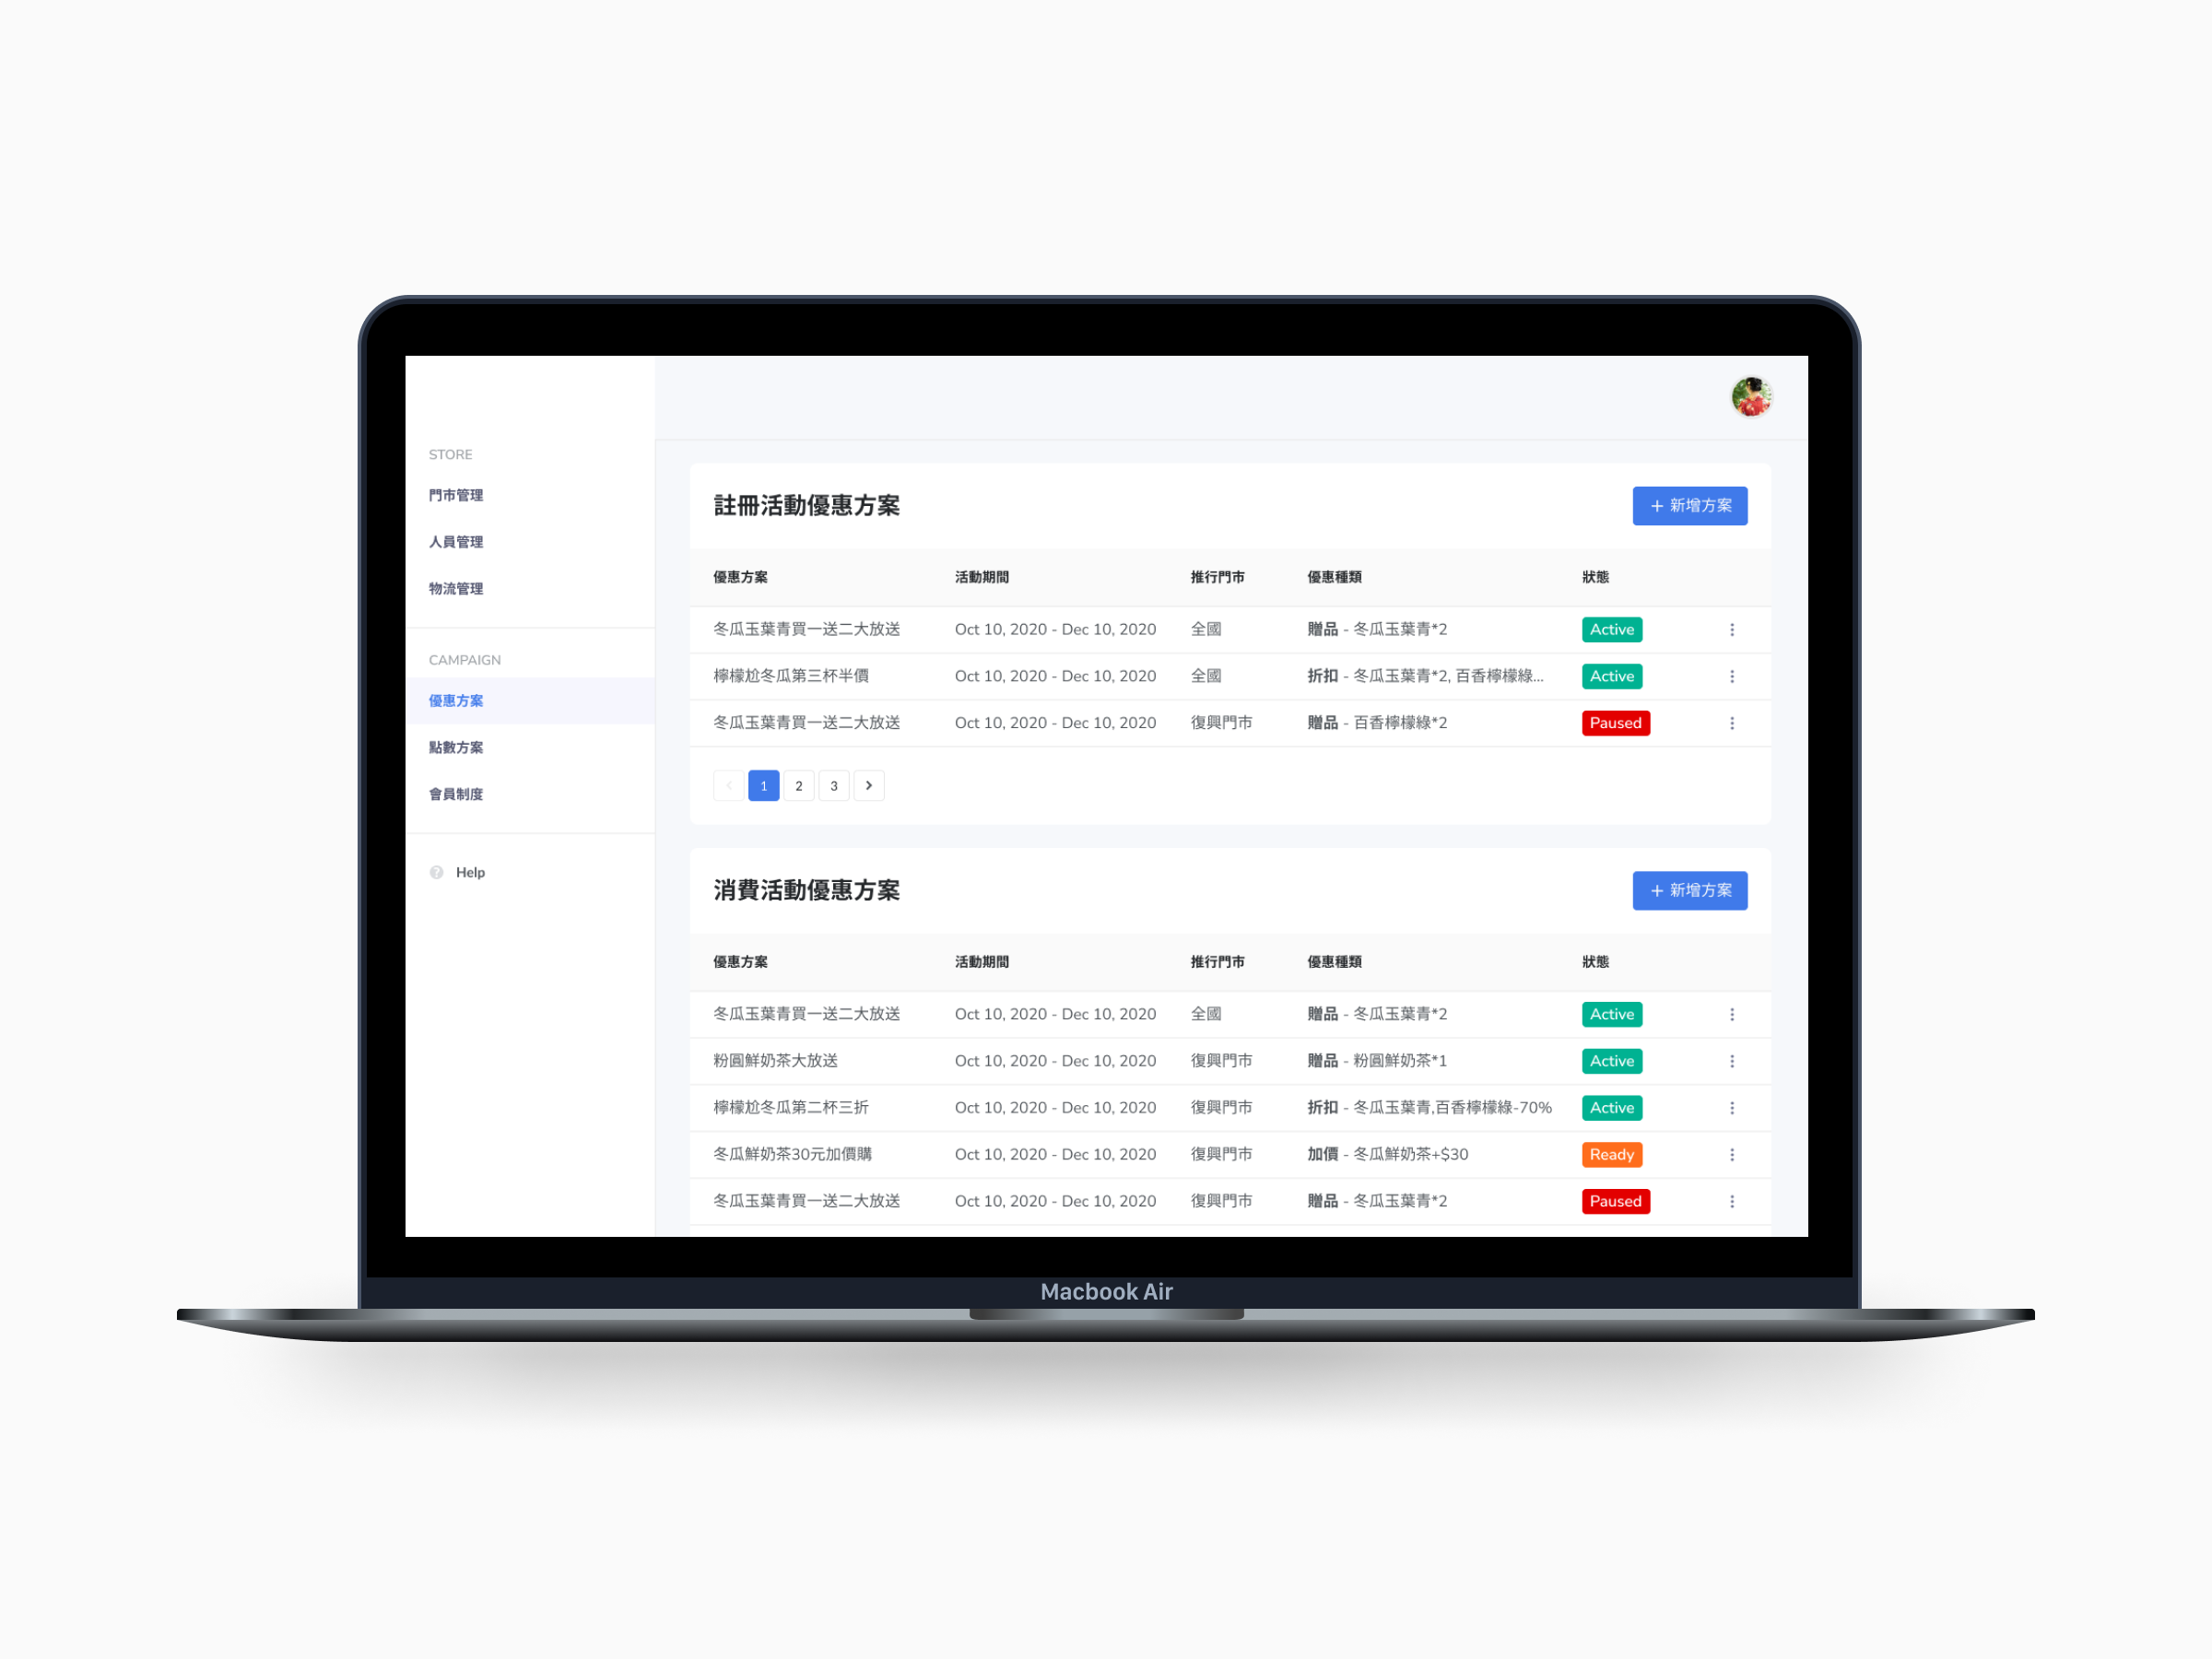 STORE
門市管理
人員管理
物流管理
CAMPAIGN
優惠方案
點數方案
會員制度
Help
註冊活動優惠方案
+ 新增方案
優惠方案 活動期間 推行門市 優惠種類 狀態
冬瓜玉葉青買一送二大放送 Oct 10, 2020 - Dec 10, 2020 全國 贈品 - 冬瓜玉葉青*2 Active
檸檬尬冬瓜第三杯半價 Oct 10, 2020 - Dec 10, 2020 全國 折扣 - 冬瓜玉葉青*2, 百香檸檬綠... Active
冬瓜玉葉青買一送二大放送 Oct 10, 2020 - Dec 10, 2020 復興門市 贈品 - 百香檸檬綠*2 Paused
1 2 3
消費活動優惠方案
+ 新增方案
優惠方案 活動期間 推行門市 優惠種類 狀態
冬瓜玉葉青買一送二大放送 Oct 10, 2020 - Dec 10, 2020 全國 贈品 - 冬瓜玉葉青*2 Active
粉圓鮮奶茶大放送 Oct 10, 2020 - Dec 10, 2020 復興門市 贈品 - 粉圓鮮奶茶*1 Active
檸檬尬冬瓜第二杯三折 Oct 10, 2020 - Dec 10, 2020 復興門市 折扣 - 冬瓜玉葉青,百香檸檬綠-70% Active
冬瓜鮮奶茶30元加價購 Oct 10, 2020 - Dec 10, 2020 復興門市 加價 - 冬瓜鮮奶茶+$30 Ready
冬瓜玉葉青買一送二大放送 Oct 10, 2020 - Dec 10, 2020 復興門市 贈品 - 冬瓜玉葉青*2 Paused
Macbook Air